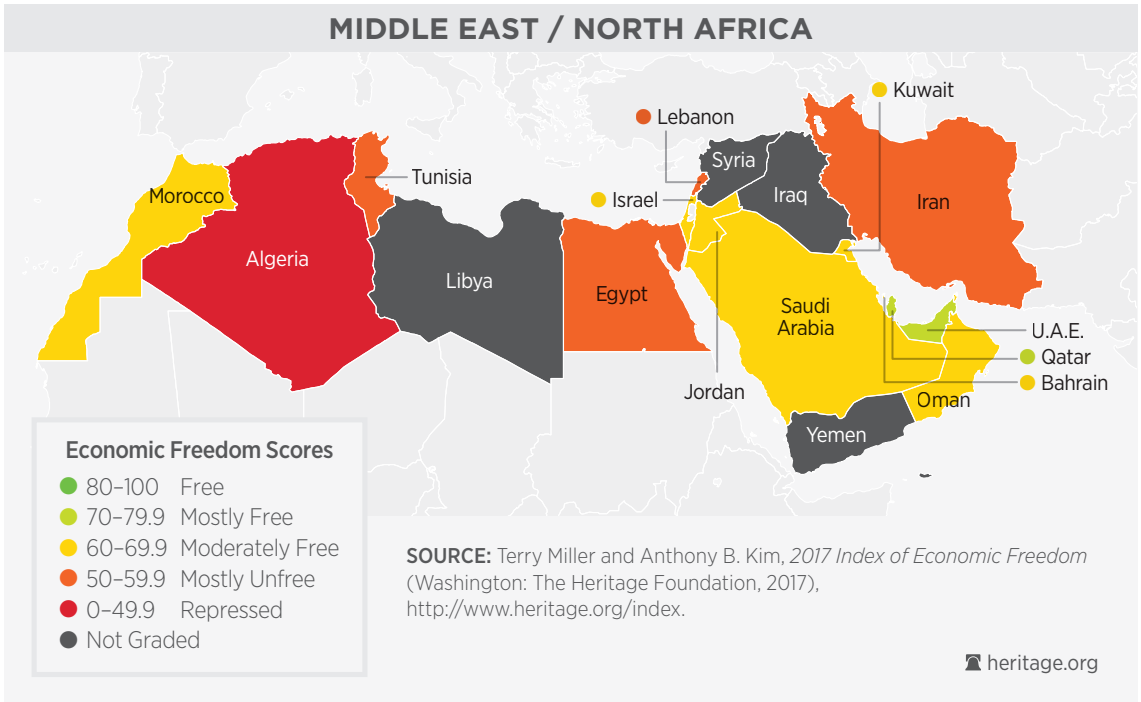 MIDDLE EAST / NORTH AFRICA
Kuwait
Lebanon
Syria
Tunisia
Morocco
Israel
Iraq
Iran
Algeria
Libya
Egypt
Saudi
Arabia
U.A.E.
Qatar
Jordan
Bahrain
Oman
Yemen
Economic Freedom Scores
80–100 Free
70–79.9 Mostly Free
60–69.9 Moderately Free
50–59.9 Mostly Unfree
0–49.9 Repressed
Not Graded
SOURCE: Terry Miller and Anthony B. Kim, 2017 Index of Economic Freedom
(Washington: The Heritage Foundation, 2017),
http://www.heritage.org/index.
heritage.org